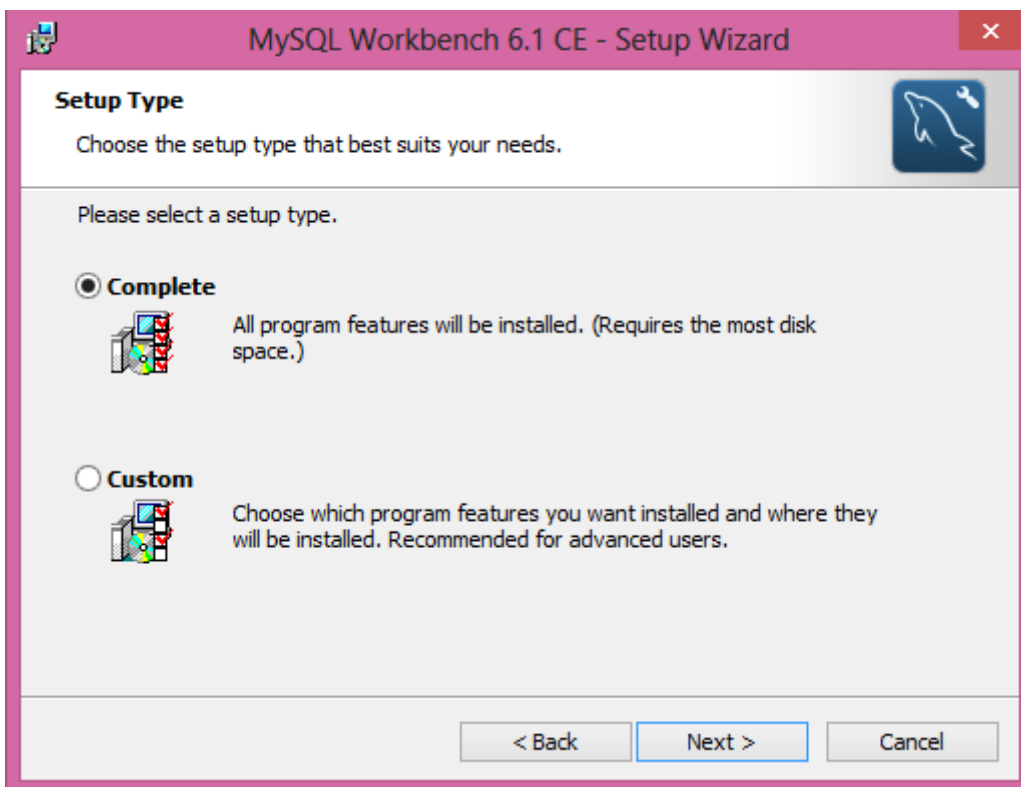 MySQL Workbench 6.1 CE - Setup Wizard
Setup Type
Choose the setup type that best suits your needs.
Please select a setup type.
Complete
All program features will be installed. (Requires the most disk
space.)
Custom
Choose which program features you want installed and where they
will be installed. Recommended for advanced users.
< Back
Next >
Cancel